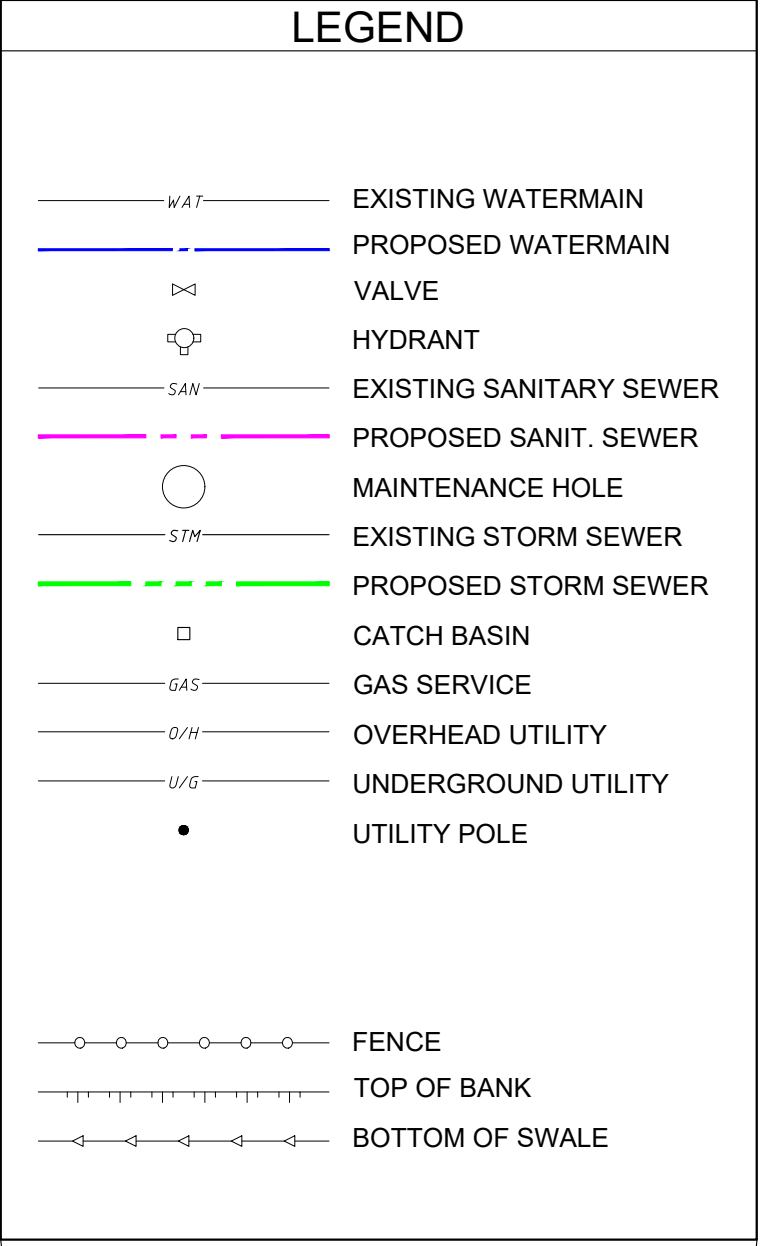 LEGEND
WAT EXISTING WATERMAIN
PROPOSED WATERMAIN
VALVE
HYDRANT
SAN EXISTING SANITARY SEWER
PROPOSED SANIT. SEWER
MAINTENANCE HOLE
STM EXISTING STORM SEWER
PROPOSED STORM SEWER
CATCH BASIN
GAS GAS SERVICE
O/H OVERHEAD UTILITY
U/G UNDERGROUND UTILITY
UTILITY POLE
FENCE
TOP OF BANK
BOTTOM OF SWALE